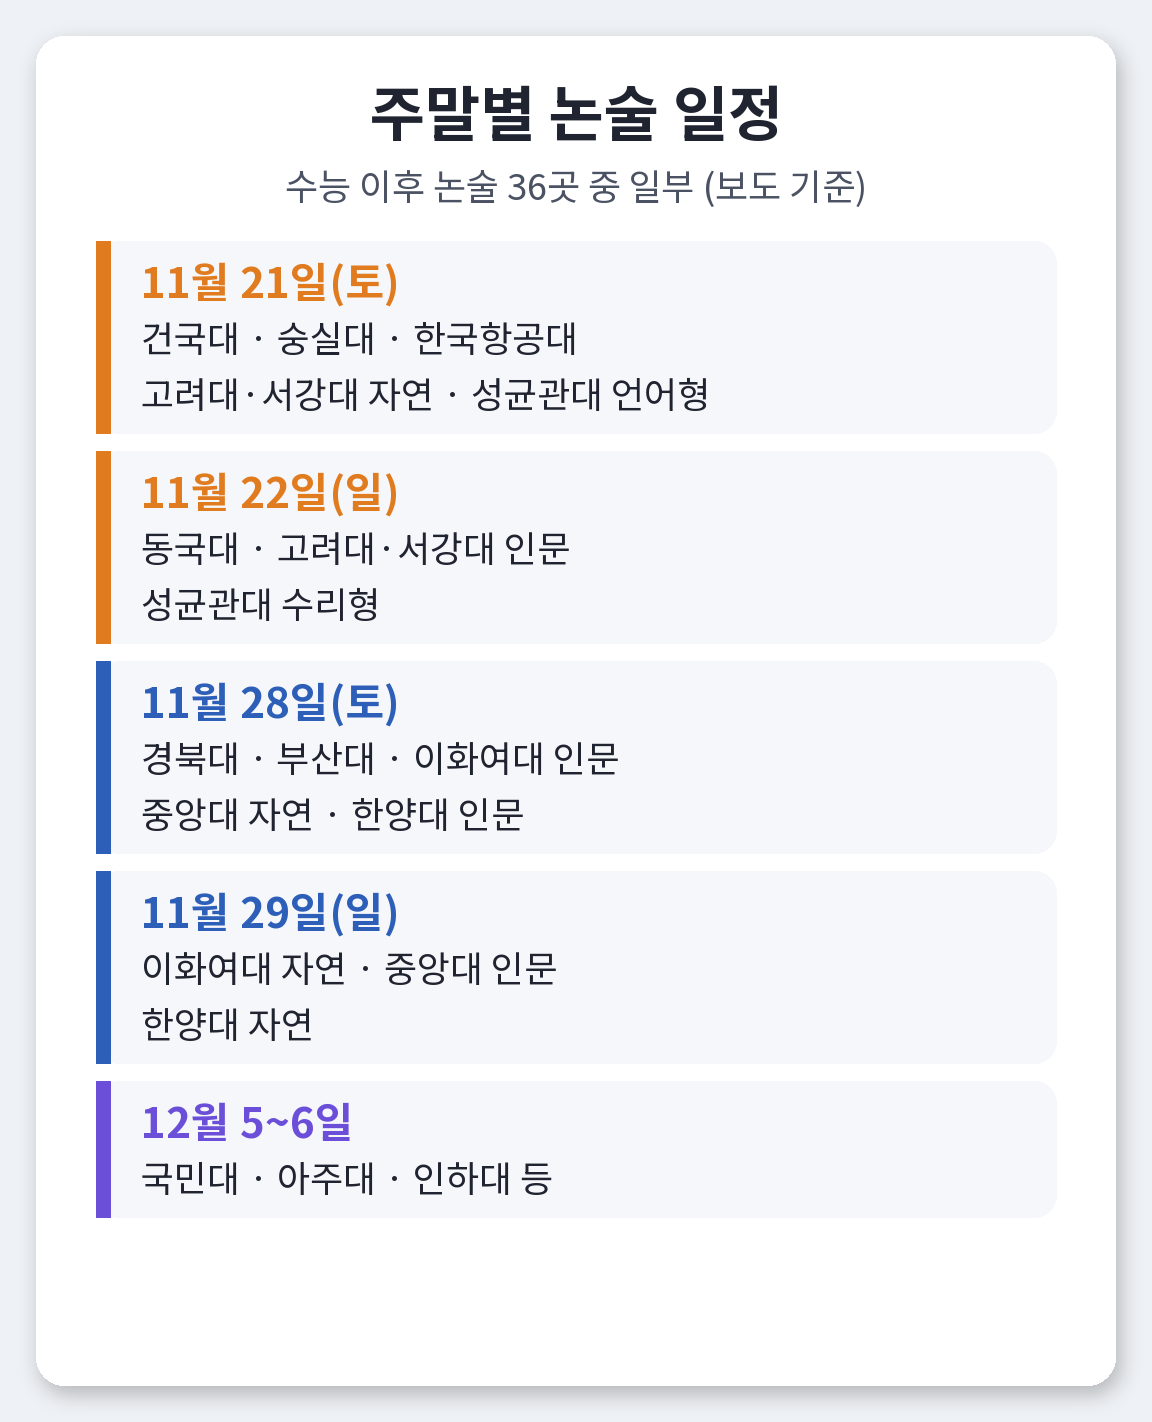 주말별 논술 일정
수능 이후 논술 36곳 중 일부 (보도 기준)
11월 21일(토)
건국대 · 숭실대 · 한국항공대
고려대·서강대 자연 · 성균관대 언어형
11월 22일(일)
동국대 · 고려대·서강대 인문
성균관대 수리형
11월 28일(토)
경북대 · 부산대 · 이화여대 인문
중앙대 자연 · 한양대 인문
11월 29일(일)
이화여대 자연 · 중앙대 인문
한양대 자연
12월 5~6일
국민대 · 아주대 · 인하대 등